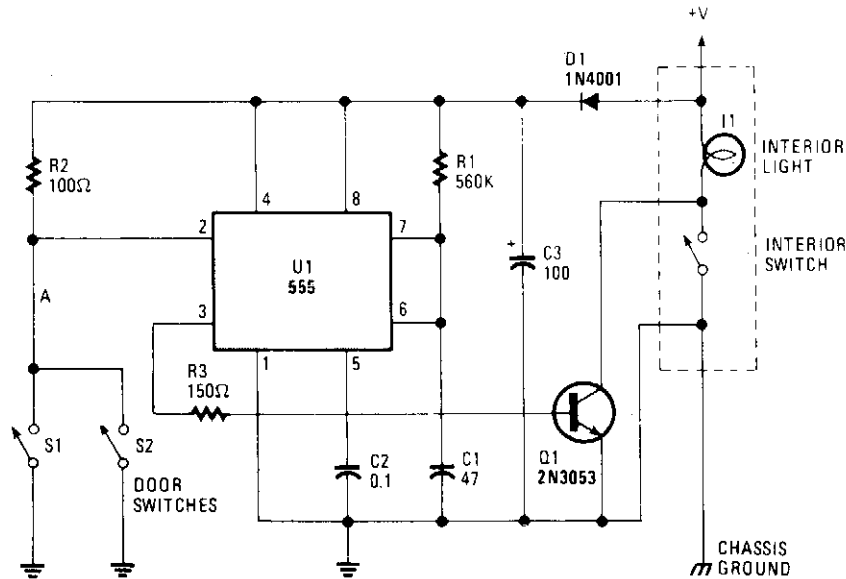 +V
D1
1N4001
I1
INTERIOR
LIGHT
R2
100Ω
R1
560K
4
8
2
7
U1
555
C3
+
100
INTERIOR
SWITCH
A
3
6
1
5
R3
150Ω
S1
S2
DOOR
SWITCHES
C2
0.1
C1
47
Q1
2N3053
CHASSIS
GROUND